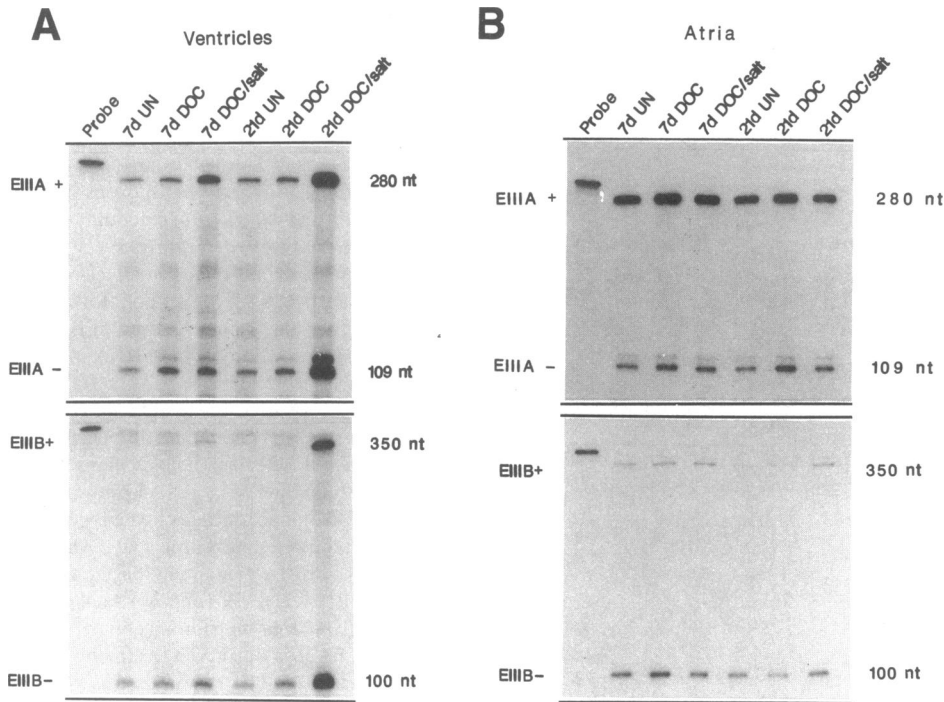 A
Ventricles
Probe
7d UN
7d DOC
7d DOC/salt
21d UN
21d DOC
21d DOC/salt
EIIIA +
280 nt
EIIIA -
109 nt
EIIIB+
350 nt
EIIIB-
100 nt
B
Atria
Probe
7d UN
7d DOC
7d DOC/salt
21d UN
21d DOC
21d DOC/salt
EIIIA +
280 nt
EIIIA -
109 nt
EIIIB+
350 nt
EIIIB-
100 nt